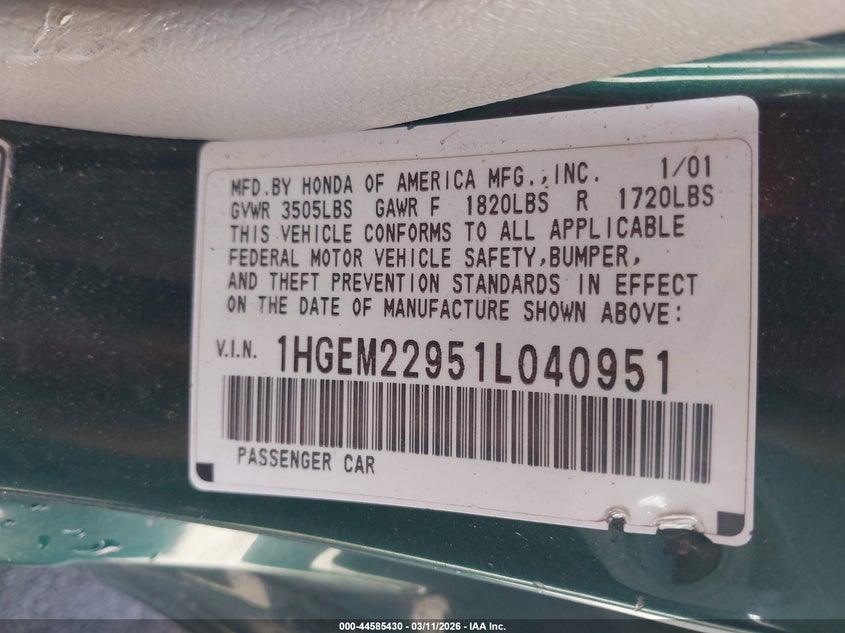 MFD.BY HONDA OF AMERICA MFG.,INC. 1/01
GVWR 3505LBS GAWR F 1820LBS R 1720LBS
THIS VEHICLE CONFORMS TO ALL APPLICABLE
FEDERAL MOTOR VEHICLE SAFETY,BUMPER,
AND THEFT PREVENTION STANDARDS IN EFFECT
ON THE DATE OF MANUFACTURE SHOWN ABOVE:
V.I.N. 1HGEM22951L040951
PASSENGER CAR
000-44585430 - 03/11/2026 - IAA Inc.